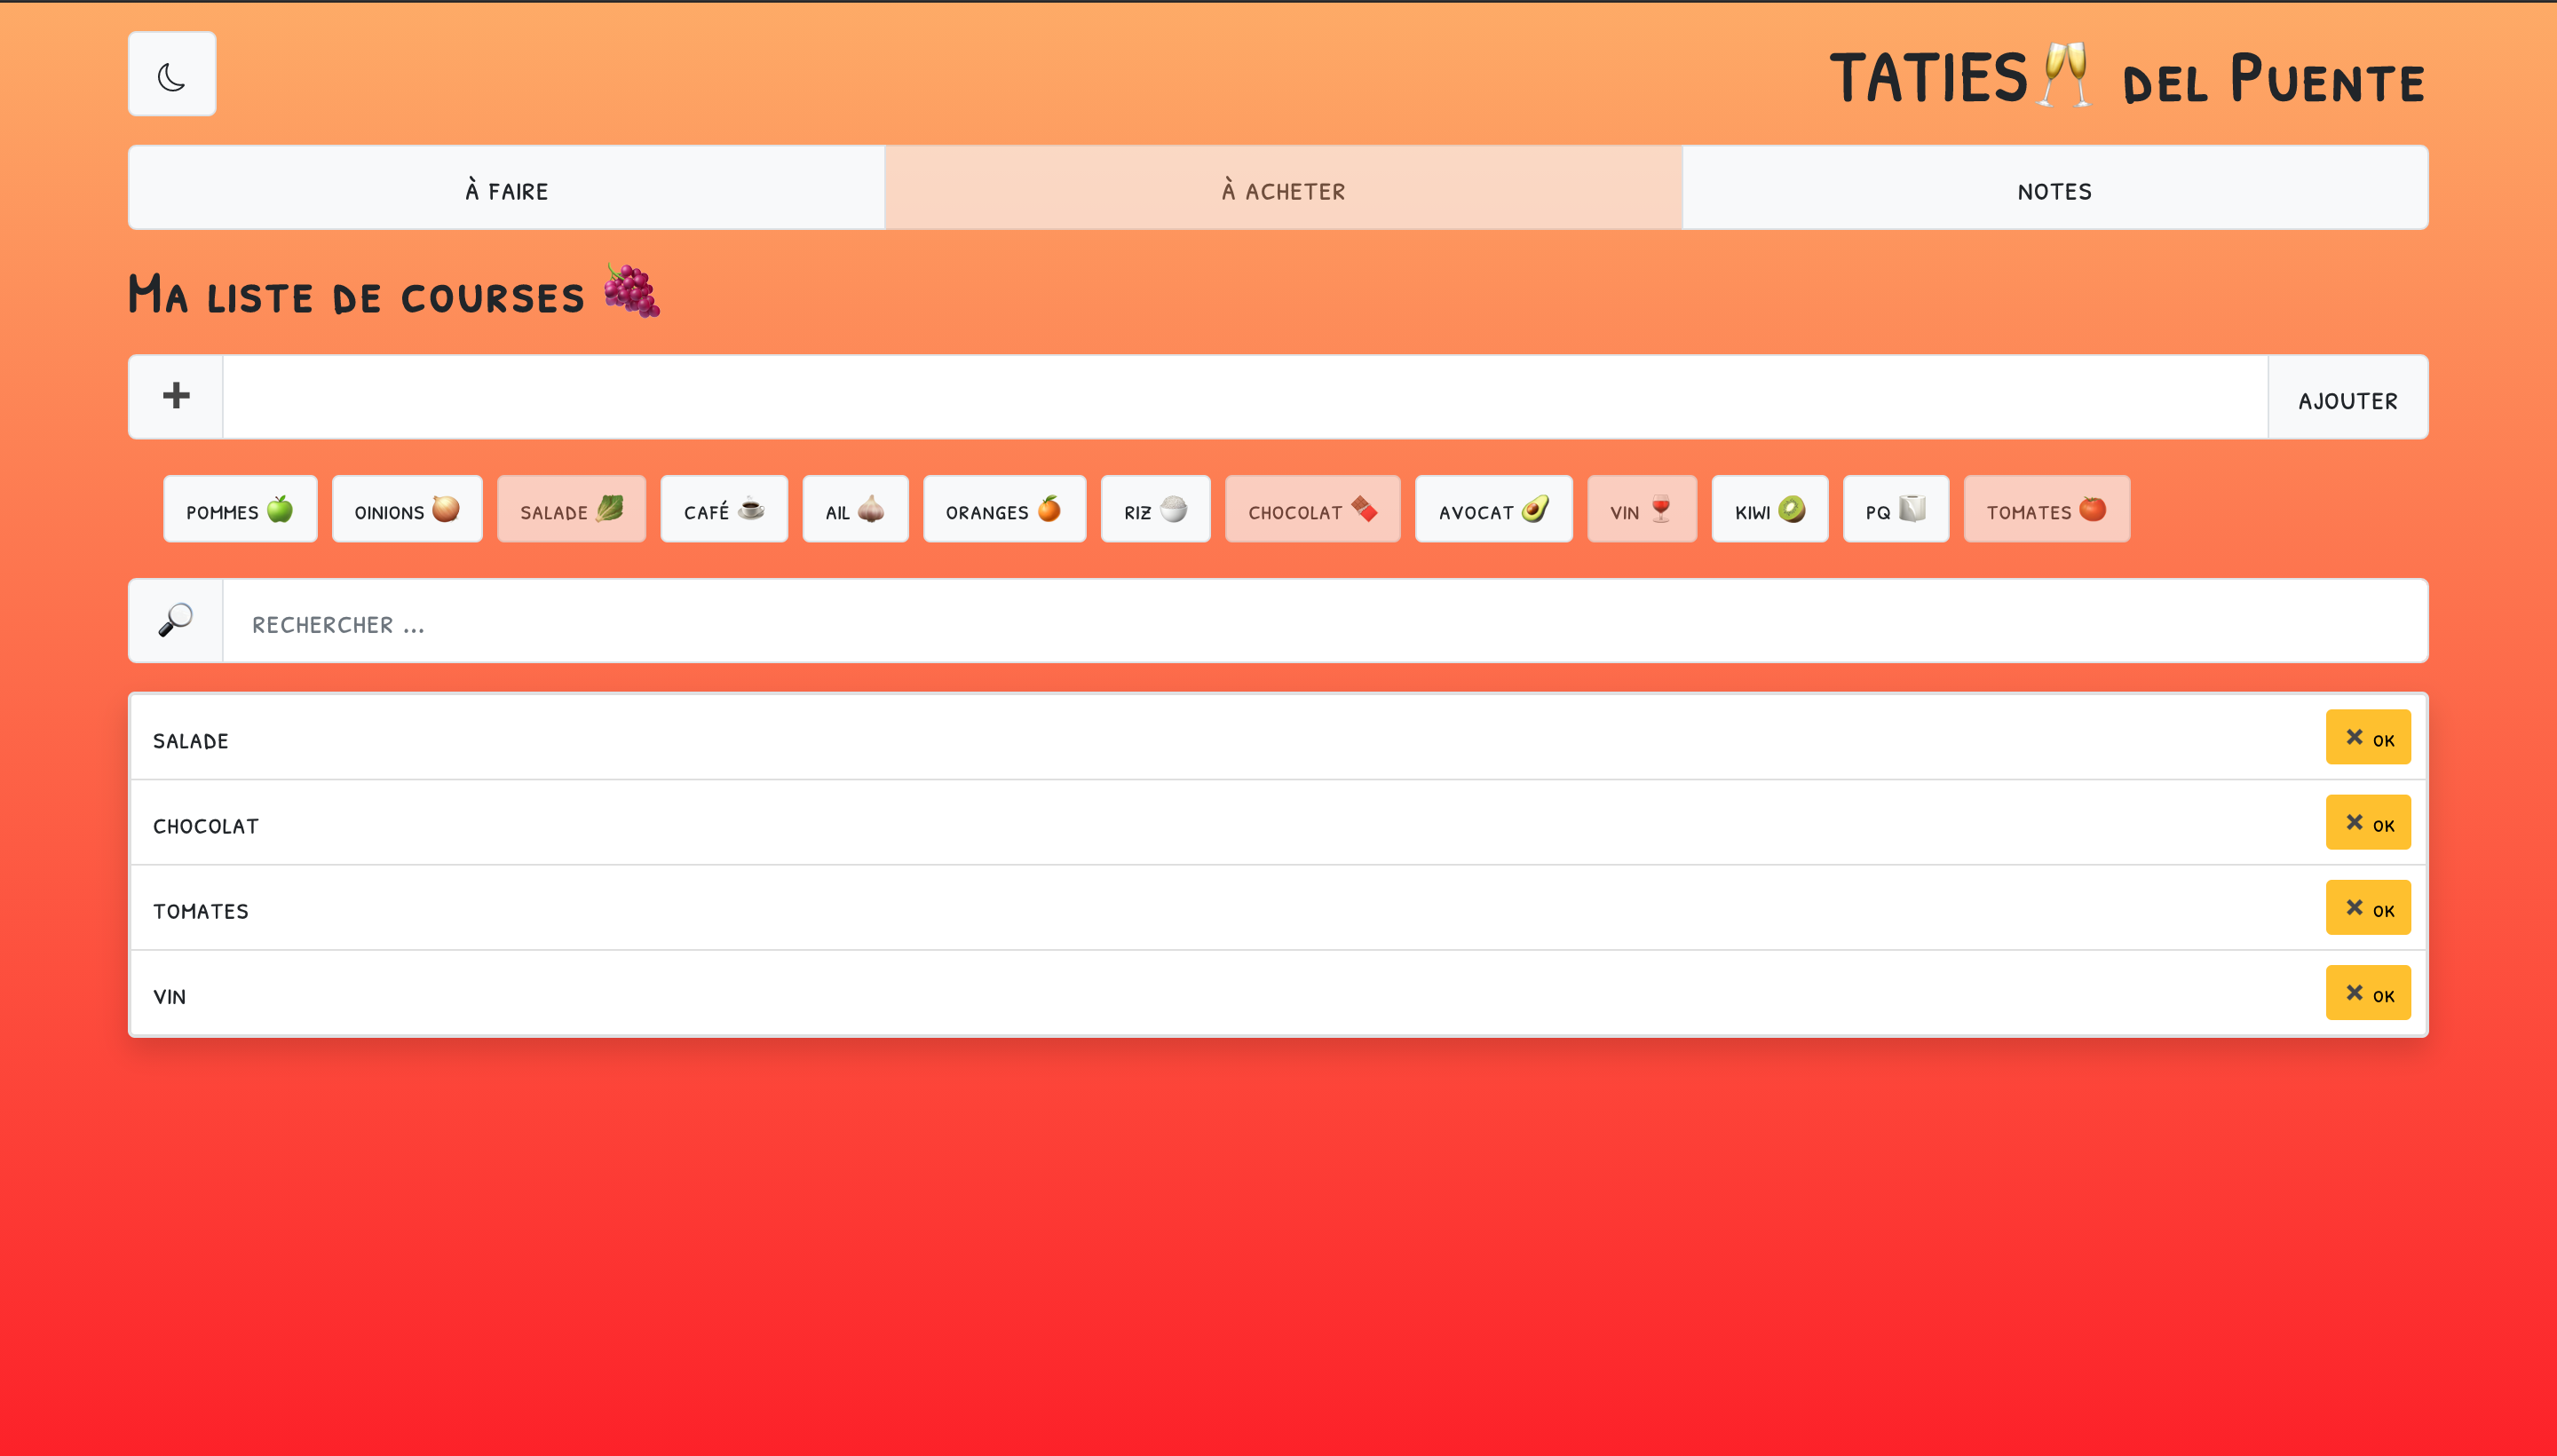 TATIES🥂 del Puente
À FAIRE
À ACHETER
NOTES
Ma liste de courses 🍇
➕
AJOUTER
POMMES 🍏 OINIONS 🧅 SALADE 🥬 CAFÉ ☕ AIL 🧄 ORANGES 🍊 RIZ 🍚 CHOCOLAT 🍫 AVOCAT 🥑 VIN 🍷 KIWI 🥝 PQ 🧻 TOMATES 🍅
🔎 RECHERCHER ...
SALADE ✖ OK
CHOCOLAT ✖ OK
TOMATES ✖ OK
VIN ✖ OK